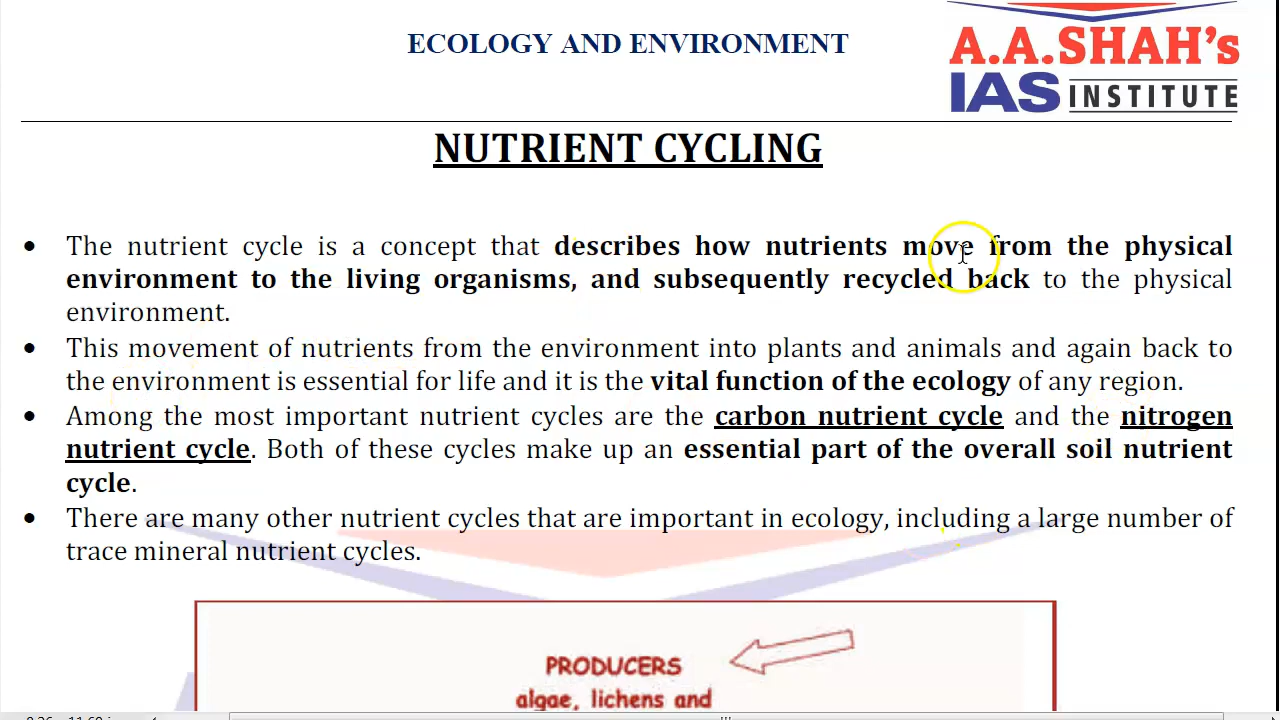 ECOLOGY AND ENVIRONMENT
A.A.SHAH's
IAS INSTITUTE
NUTRIENT CYCLING
• The nutrient cycle is a concept that describes how nutrients move from the physical
environment to the living organisms, and subsequently recycled back to the physical
environment.
• This movement of nutrients from the environment into plants and animals and again back to
the environment is essential for life and it is the vital function of the ecology of any region.
• Among the most important nutrient cycles are the carbon nutrient cycle and the nitrogen
nutrient cycle. Both of these cycles make up an essential part of the overall soil nutrient
cycle.
• There are many other nutrient cycles that are important in ecology, including a large number of
trace mineral nutrient cycles.
PRODUCERS
algae, lichens and